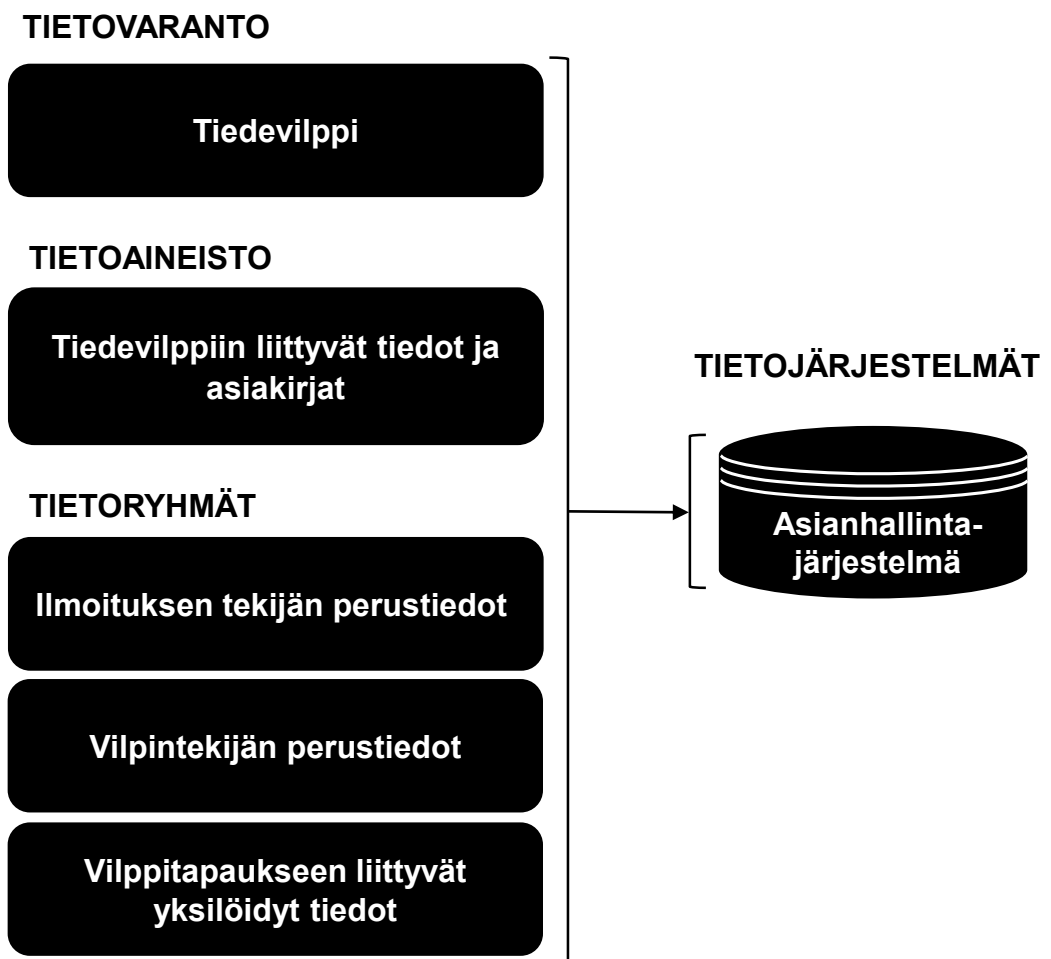 TIETOVARANTO
Tiedevilppi
TIETOAINEISTO
Tiedevilppiin liittyvät tiedot ja
asiakirjat
TIETORYHMÄT
Ilmoituksen tekijän perustiedot
Vilpintekijän perustiedot
Vilppitapaukseen liittyvät
yksilöidyt tiedot
TIETOJÄRJESTELMÄT
Asianhallinta-
järjestelmä